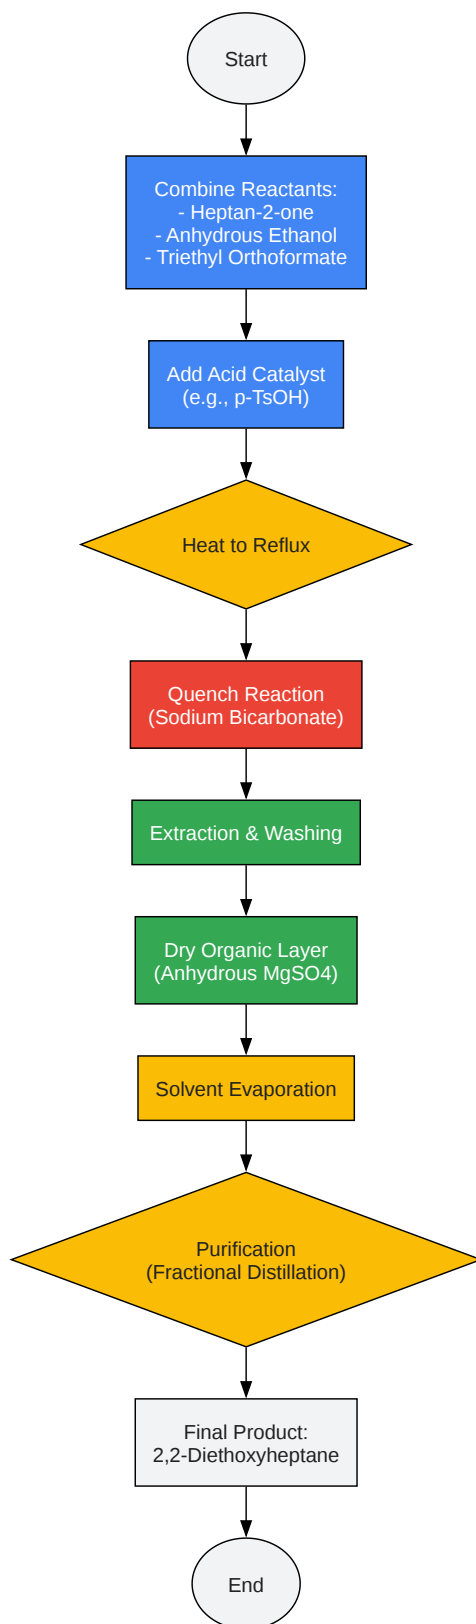 Start
Combine Reactants:
- Heptan-2-one
- Anhydrous Ethanol
- Triethyl Orthoformate
Add Acid Catalyst
(e.g., p-TsOH)
Heat to Reflux
Quench Reaction
(Sodium Bicarbonate)
Extraction & Washing
Dry Organic Layer
(Anhydrous MgSO4)
Solvent Evaporation
Purification
(Fractional Distillation)
Final Product:
2,2-Diethoxyheptane
End